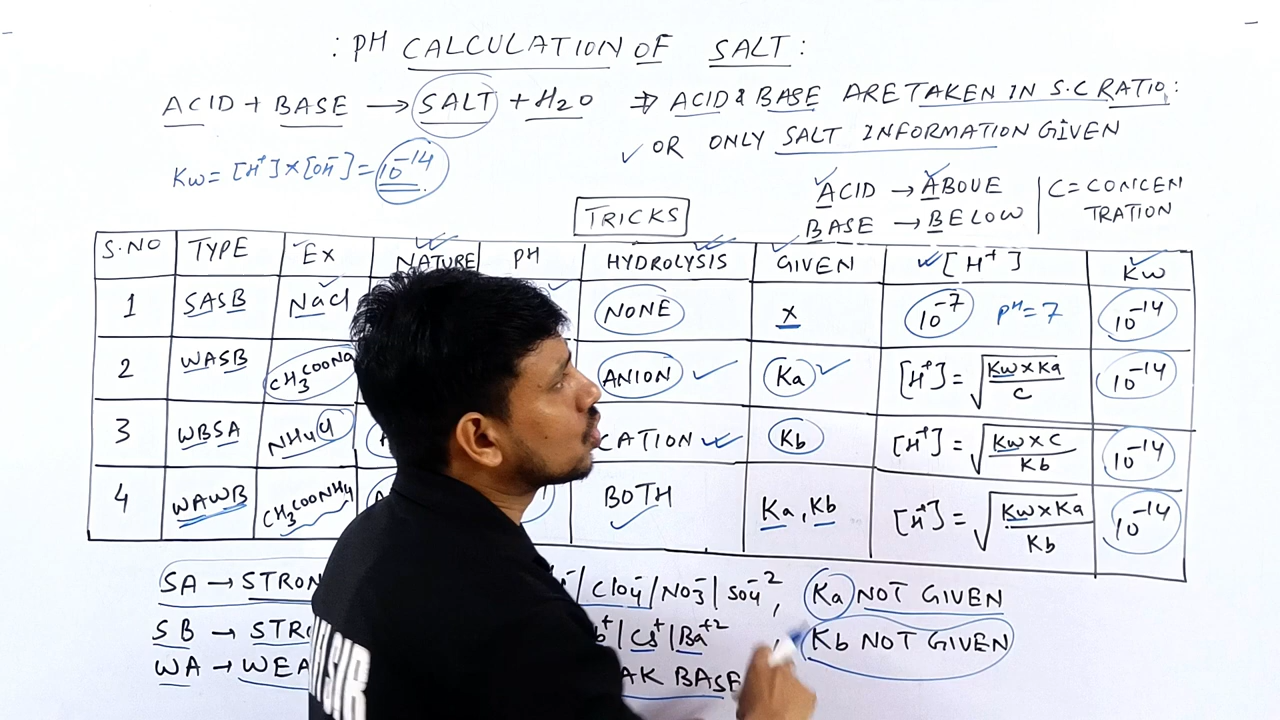 : PH CALCULATION OF SALT :
ACID + BASE → SALT + H2O ⇒ ACID & BASE ARE TAKEN IN S.C RATIO :
✓ OR ONLY SALT INFORMATION GIVEN
Kw = [H+] × [OH-] = 10^-14
ACID → ABOVE
BASE → BELOW
C = CONCEN
TRATION
TRICKS
S.NO TYPE EX NATURE PH HYDROLYSIS GIVEN [H+] Kw
1 SASB NaCl NONE x 10^-7 PH = 7 10^-14
2 WASB CH3COONa ANION Ka [H+] = √(Kw × Ka / C) 10^-14
3 WBSA NH4Cl CATION Kb [H+] = √(Kw × C / Kb) 10^-14
4 WAWB CH3COONH4 BOTH Ka, Kb [H+] = √(Kw × Ka / Kb) 10^-14
SA → STRON | ClO4- | NO3- | SO4-2, Ka NOT GIVEN
SB → STRO b+ | Cs+ | Ba+2, Kb NOT GIVEN
WA → WEA AK BASE
H SIR